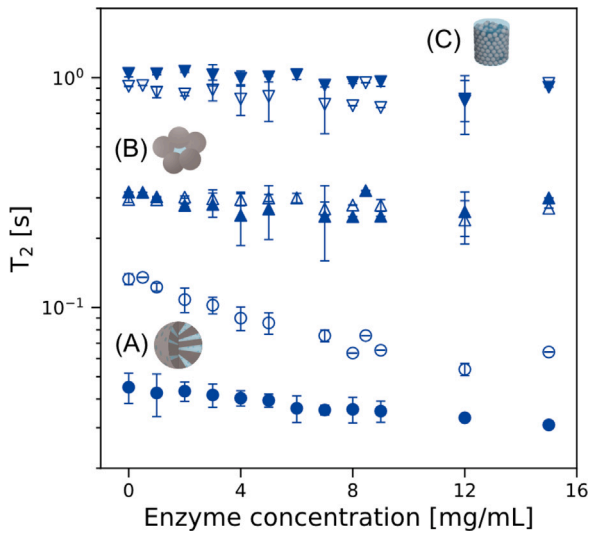 (C)
10⁰
(B)
T₂ [s]
10⁻¹
(A)
0 4 8 12 16
Enzyme concentration [mg/mL]